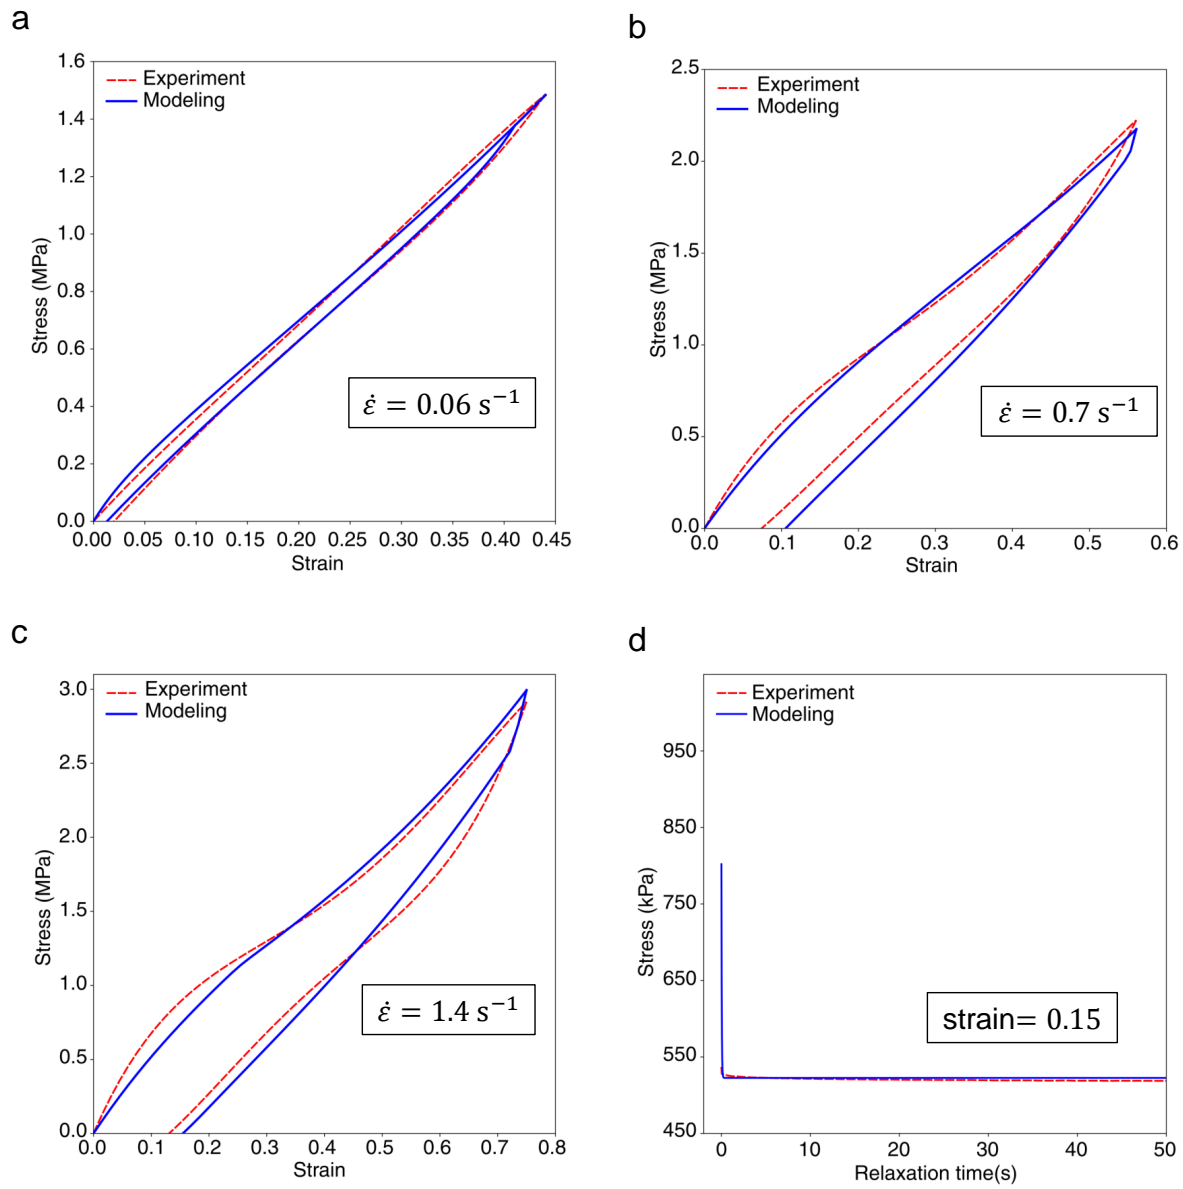 a
1.6
1.4
1.2
1.0
0.8
0.6
0.4
0.2
0.0
Stress (MPa)
Experiment
Modeling
ε̇ = 0.06 s⁻¹
0.00 0.05 0.10 0.15 0.20 0.25 0.30 0.35 0.40 0.45
Strain
b
2.5
2.0
1.5
1.0
0.5
0.0
Stress (MPa)
Experiment
Modeling
ε̇ = 0.7 s⁻¹
0.0 0.1 0.2 0.3 0.4 0.5 0.6
Strain
c
3.0
2.5
2.0
1.5
1.0
0.5
0.0
Stress (MPa)
Experiment
Modeling
ε̇ = 1.4 s⁻¹
0.0 0.1 0.2 0.3 0.4 0.5 0.6 0.7 0.8
Strain
d
950
850
750
650
550
450
Stress (kPa)
Experiment
Modeling
strain= 0.15
0 10 20 30 40 50
Relaxation time(s)